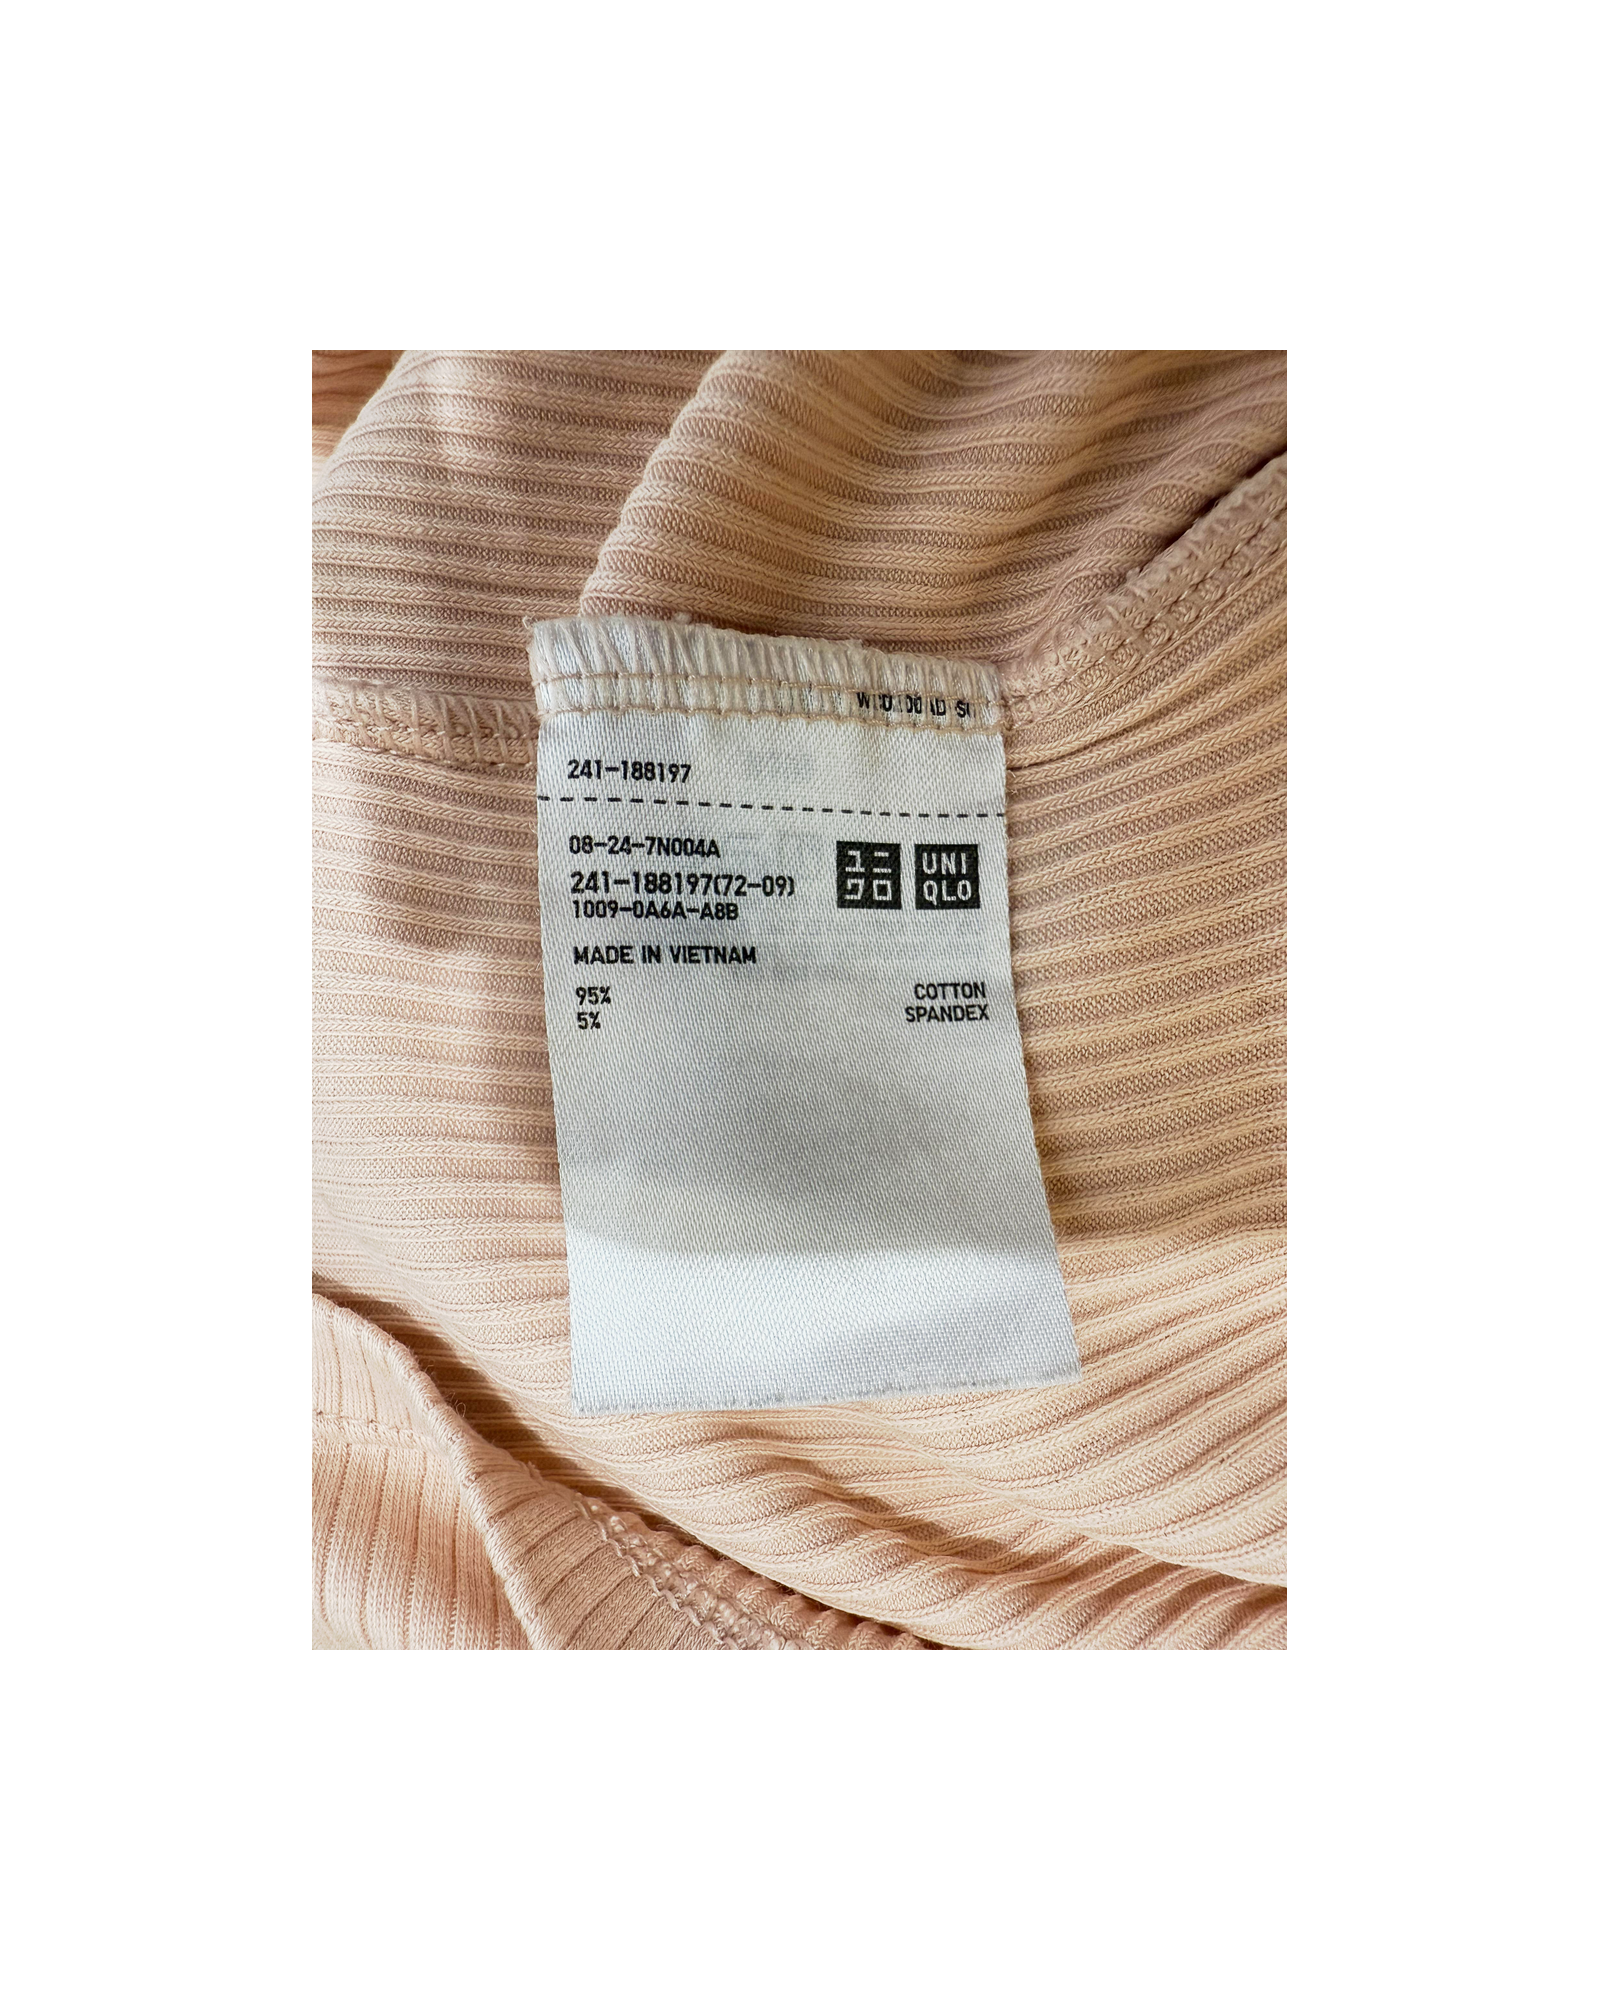 241-188197
08-24-7N004A
ユニ
クロ
UNI
QLO
241-188197(72-09)
1009-0A6A-A8B
MADE IN VIETNAM
95% COTTON
5% SPANDEX